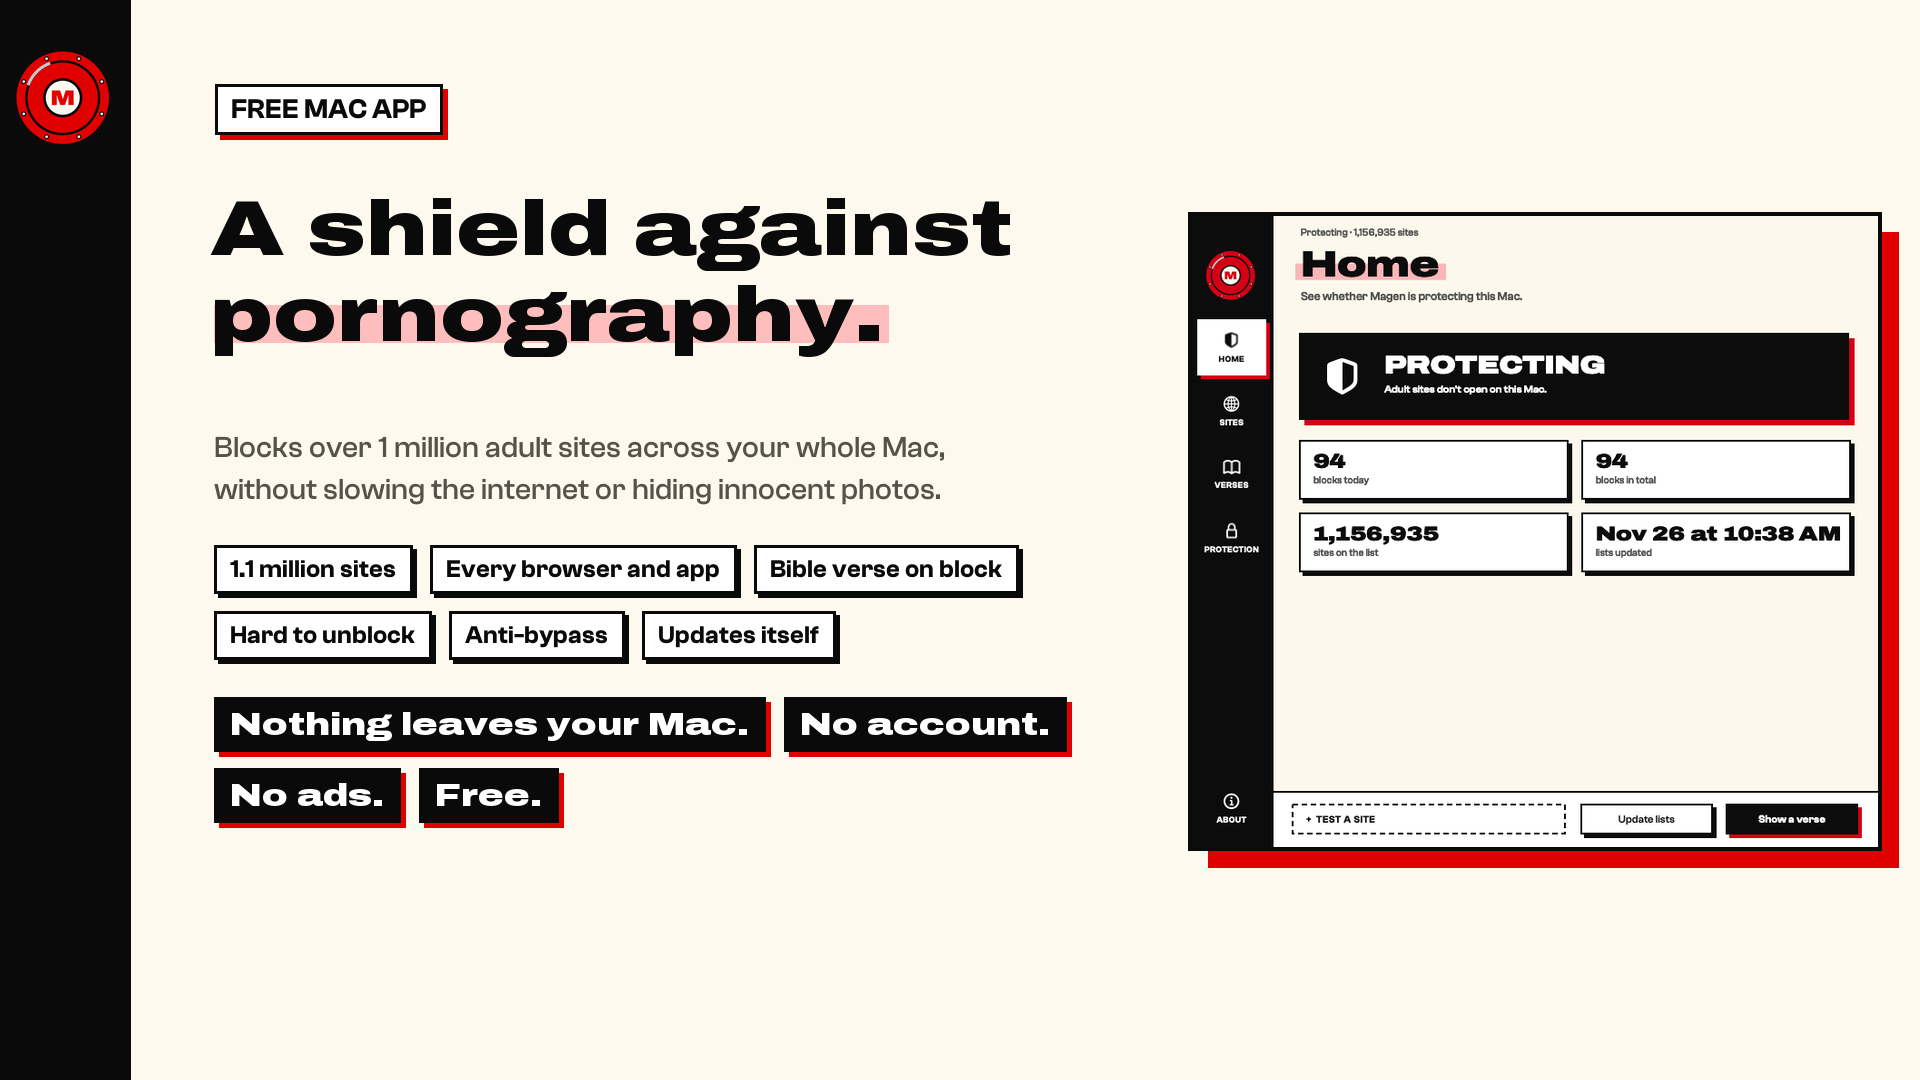 M
FREE MAC APP
A shield against
pornography.
Blocks over 1 million adult sites across your whole Mac,
without slowing the internet or hiding innocent photos.
1.1 million sites
Every browser and app
Bible verse on block
Hard to unblock
Anti-bypass
Updates itself
Nothing leaves your Mac.
No account.
No ads.
Free.
M
HOME
SITES
VERSES
PROTECTION
ABOUT
Protecting · 1,156,935 sites
Home
See whether Magen is protecting this Mac.
PROTECTING
Adult sites don't open on this Mac.
94
blocks today
94
blocks in total
1,156,935
sites on the list
Nov 26 at 10:38 AM
lists updated
+ TEST A SITE
Update lists
Show a verse